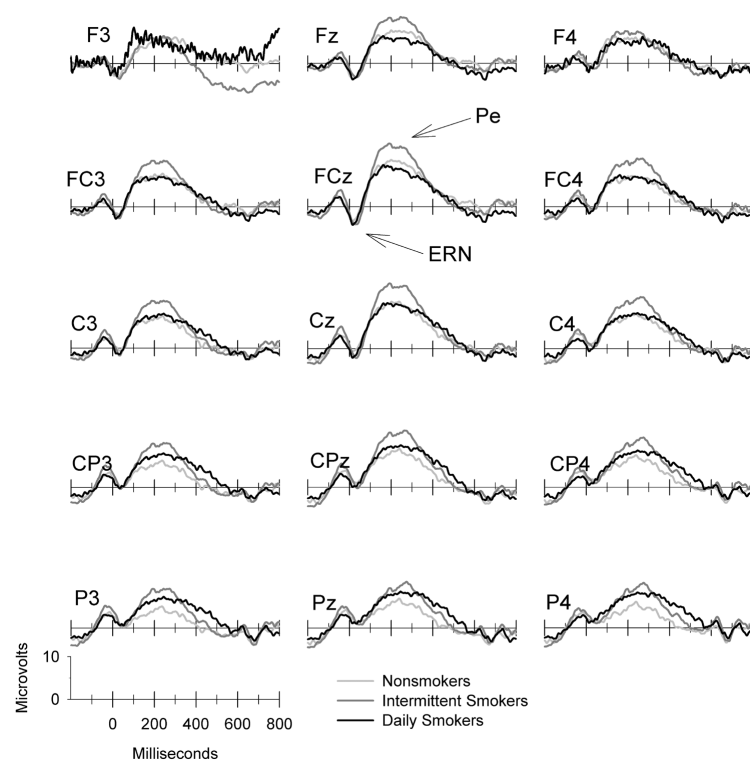 F3 Fz F4
Pe
FC3 FCz FC4
ERN
C3 Cz C4
CP3 CPz CP4
P3 Pz P4
10
0
Microvolts
0 200 400 600 800
Milliseconds
Nonsmokers
Intermittent Smokers
Daily Smokers